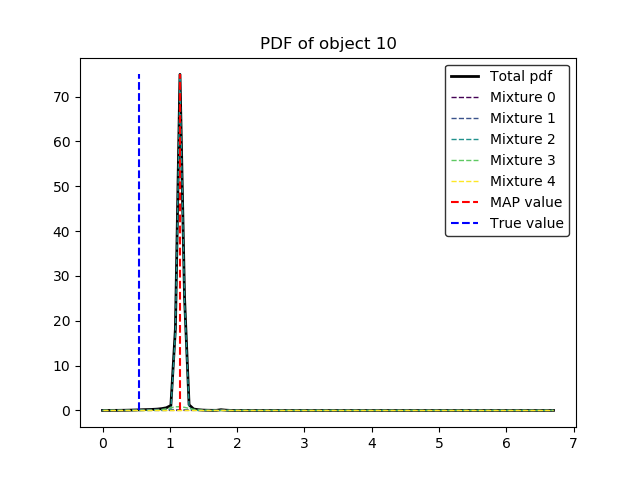 PDF of object 10
Total pdf
Mixture 0
Mixture 1
Mixture 2
Mixture 3
Mixture 4
MAP value
True value
70
60
50
40
30
20
10
0
0 1 2 3 4 5 6 7